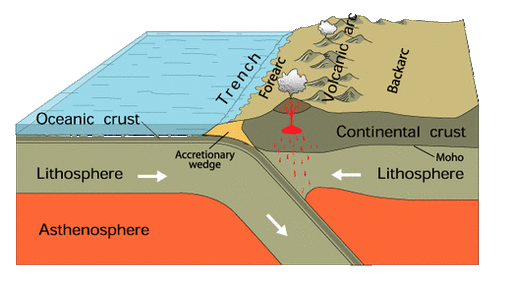 Trench
Forearc
Volcanic arc
Backarc
Oceanic crust
Continental crust
Accretionary
wedge
Moho
Lithosphere
Lithosphere
Asthenosphere